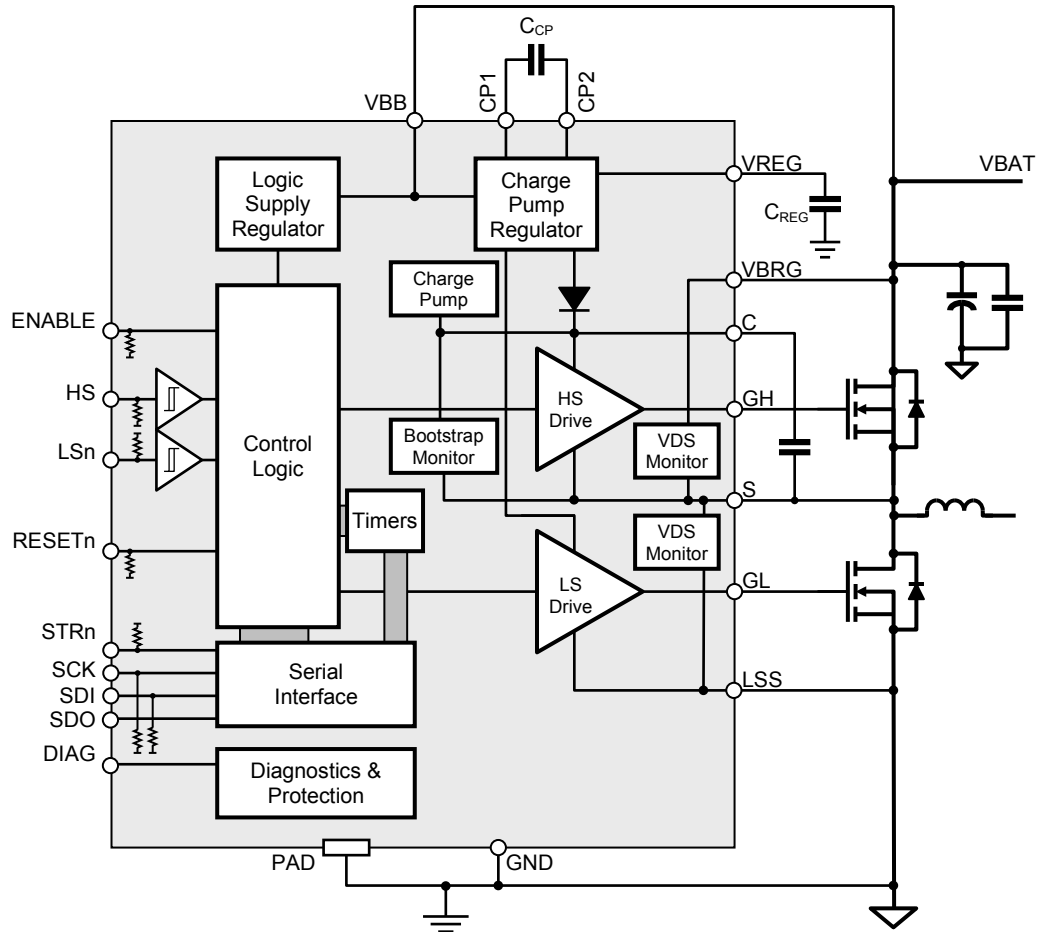 C_CP
CP1
CP2
VBB
VREG
VBAT
Logic
Supply
Regulator
Charge
Pump
Regulator
C_REG
VBRG
Charge
Pump
ENABLE
C
HS
HS
Drive
GH
LSn
Control
Logic
Bootstrap
Monitor
VDS
Monitor
S
Timers
VDS
Monitor
RESETn
LS
Drive
GL
STRn
SCK
SDI
SDO
Serial
Interface
LSS
DIAG
Diagnostics &
Protection
PAD
GND